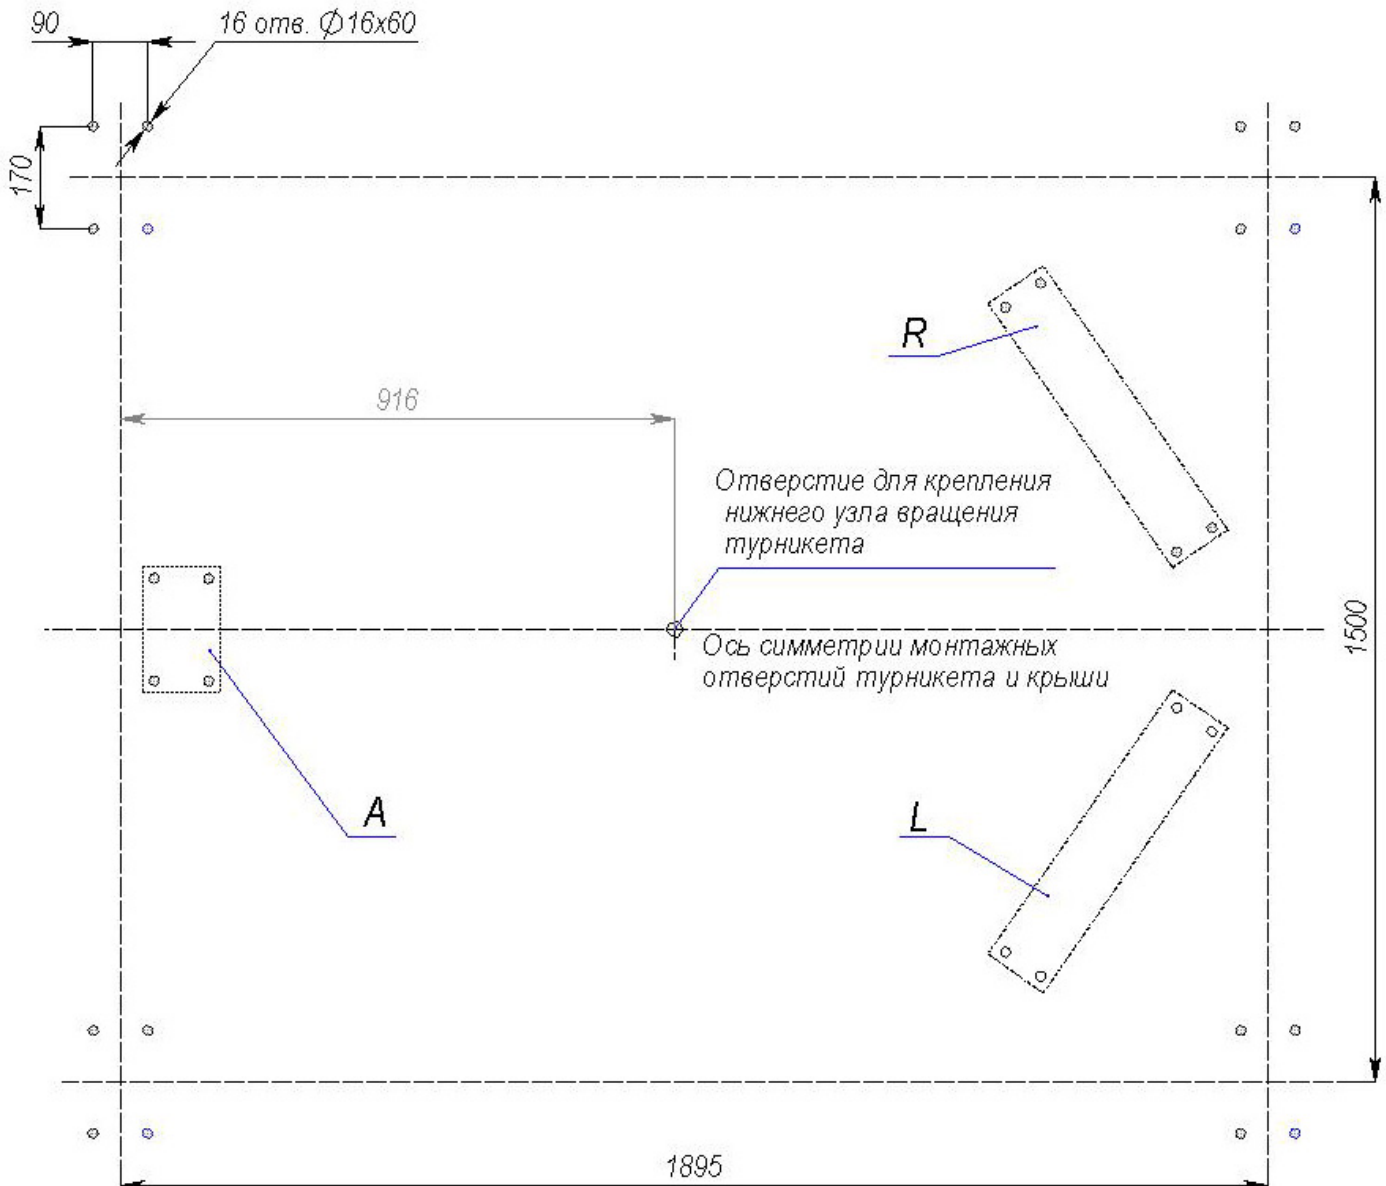 90
16 отв. Ф16х60
170
R
916
Отверстие для крепления
нижнего узла вращения
турникета
1500
Ось симметрии монтажных
отверстий турникета и крыши
A
L
1895